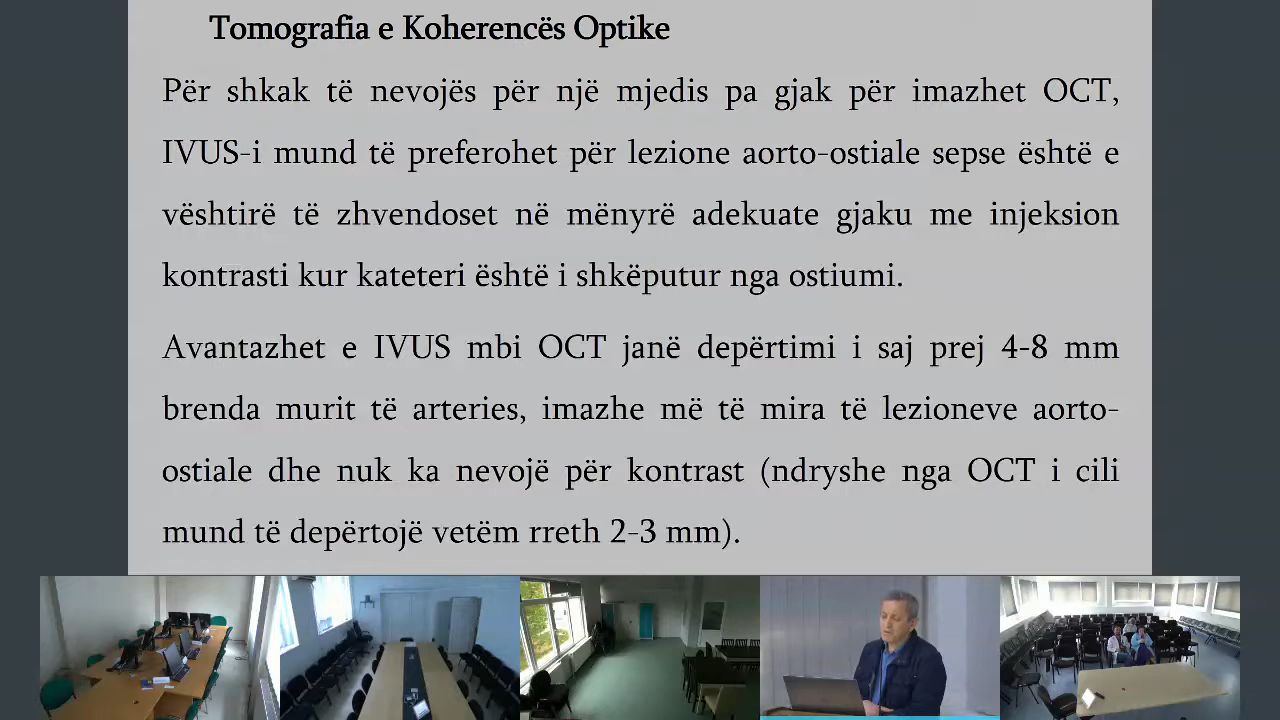 Tomografia e Koherencës Optike
Për shkak të nevojës për një mjedis pa gjak për imazhet OCT,
IVUS-i mund të preferohet për lezione aorto-ostiale sepse është e
vështirë të zhvendoset në mënyrë adekuate gjaku me injeksion
kontrasti kur kateteri është i shkëputur nga ostiumi.
Avantazhet e IVUS mbi OCT janë depërtimi i saj prej 4-8 mm
brenda murit të arteries, imazhe më të mira të lezioneve aorto-
ostiale dhe nuk ka nevojë për kontrast (ndryshe nga OCT i cili
mund të depërtojë vetëm rreth 2-3 mm).